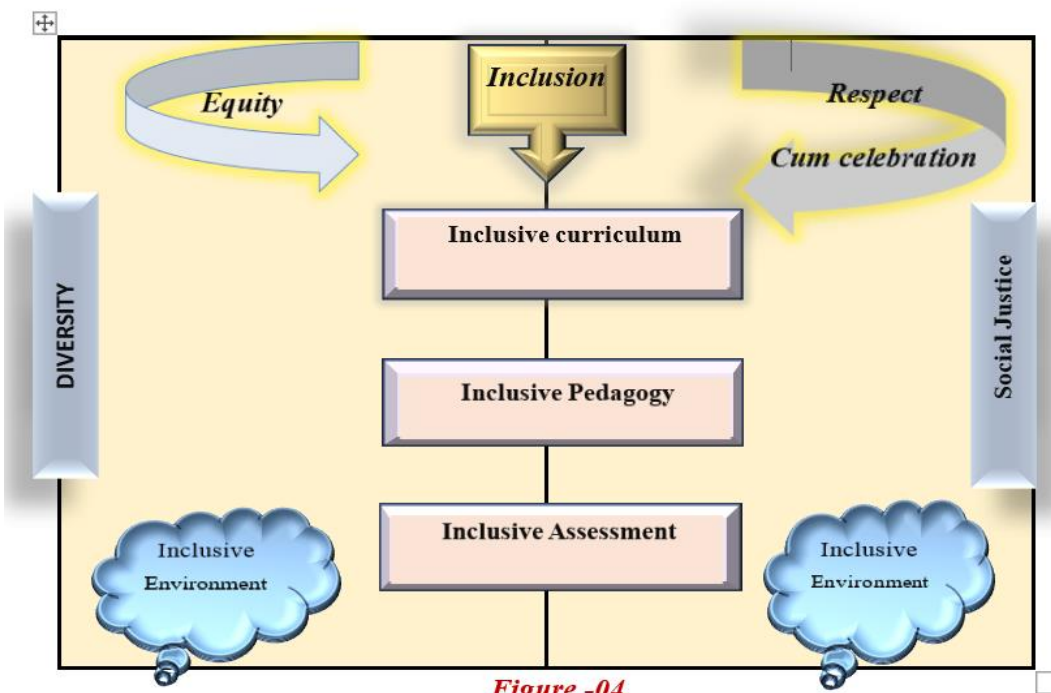 Inclusion
Equity
Respect
Cum celebration
Inclusive curriculum
DIVERSITY
Social Justice
Inclusive Pedagogy
Inclusive Assessment
Inclusive
Environment
Inclusive
Environment
Figure -04